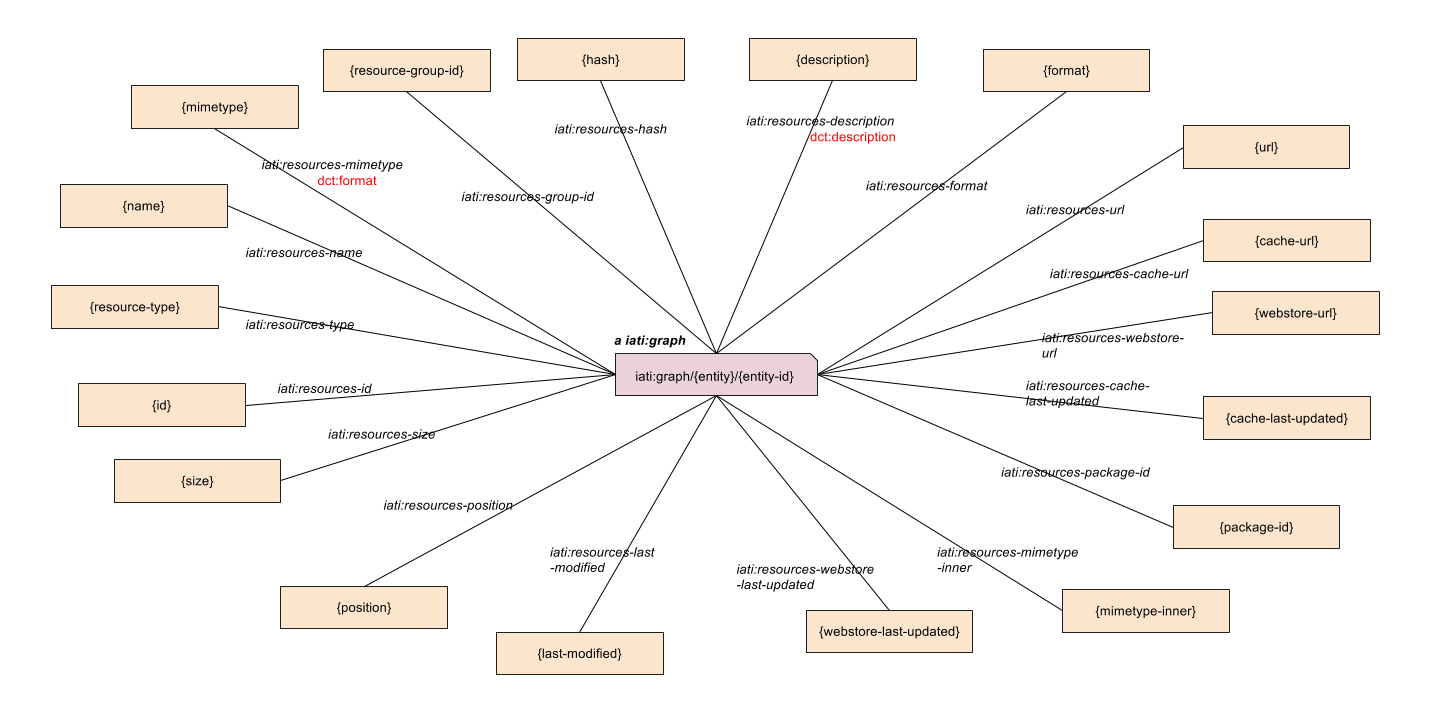 {hash}
{description}
{resource-group-id}
{format}
{mimetype}
iati:resources-description
iati:resources-hash
dct:description
{url}
iati:resources-mimetype
dct:format
iati:resources-format
iati:resources-group-id
{name}
iati:resources-url
{cache-url}
iati:resources-name
iati:resources-cache-url
{resource-type}
{webstore-url}
iati:resources-type
a iati:graph
iati:resources-webstore-
url
iati:graph/{entity}/{entity-id}
iati:resources-id
iati:resources-cache-
last-updated
{id}
{cache-last-updated}
iati:resources-size
iati:resources-package-id
{size}
iati:resources-position
{package-id}
iati:resources-last
-modified
iati:resources-mimetype
-inner
iati:resources-webstore
-last-updated
{position}
{mimetype-inner}
{webstore-last-updated}
{last-modified}